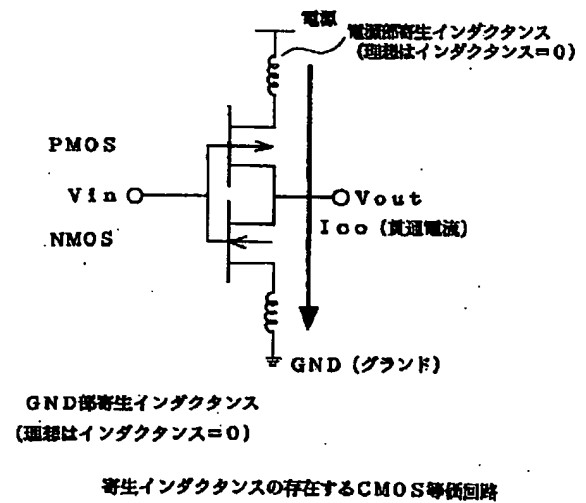 電源
電源部寄生インダクタンス
(理想はインダクタンス=0)
PMOS
Vin
Vout
Icc (貫通電流)
NMOS
GND (グランド)
GND部寄生インダクタンス
(理想はインダクタンス=0)
寄生インダクタンスの存在するCMOS等価回路